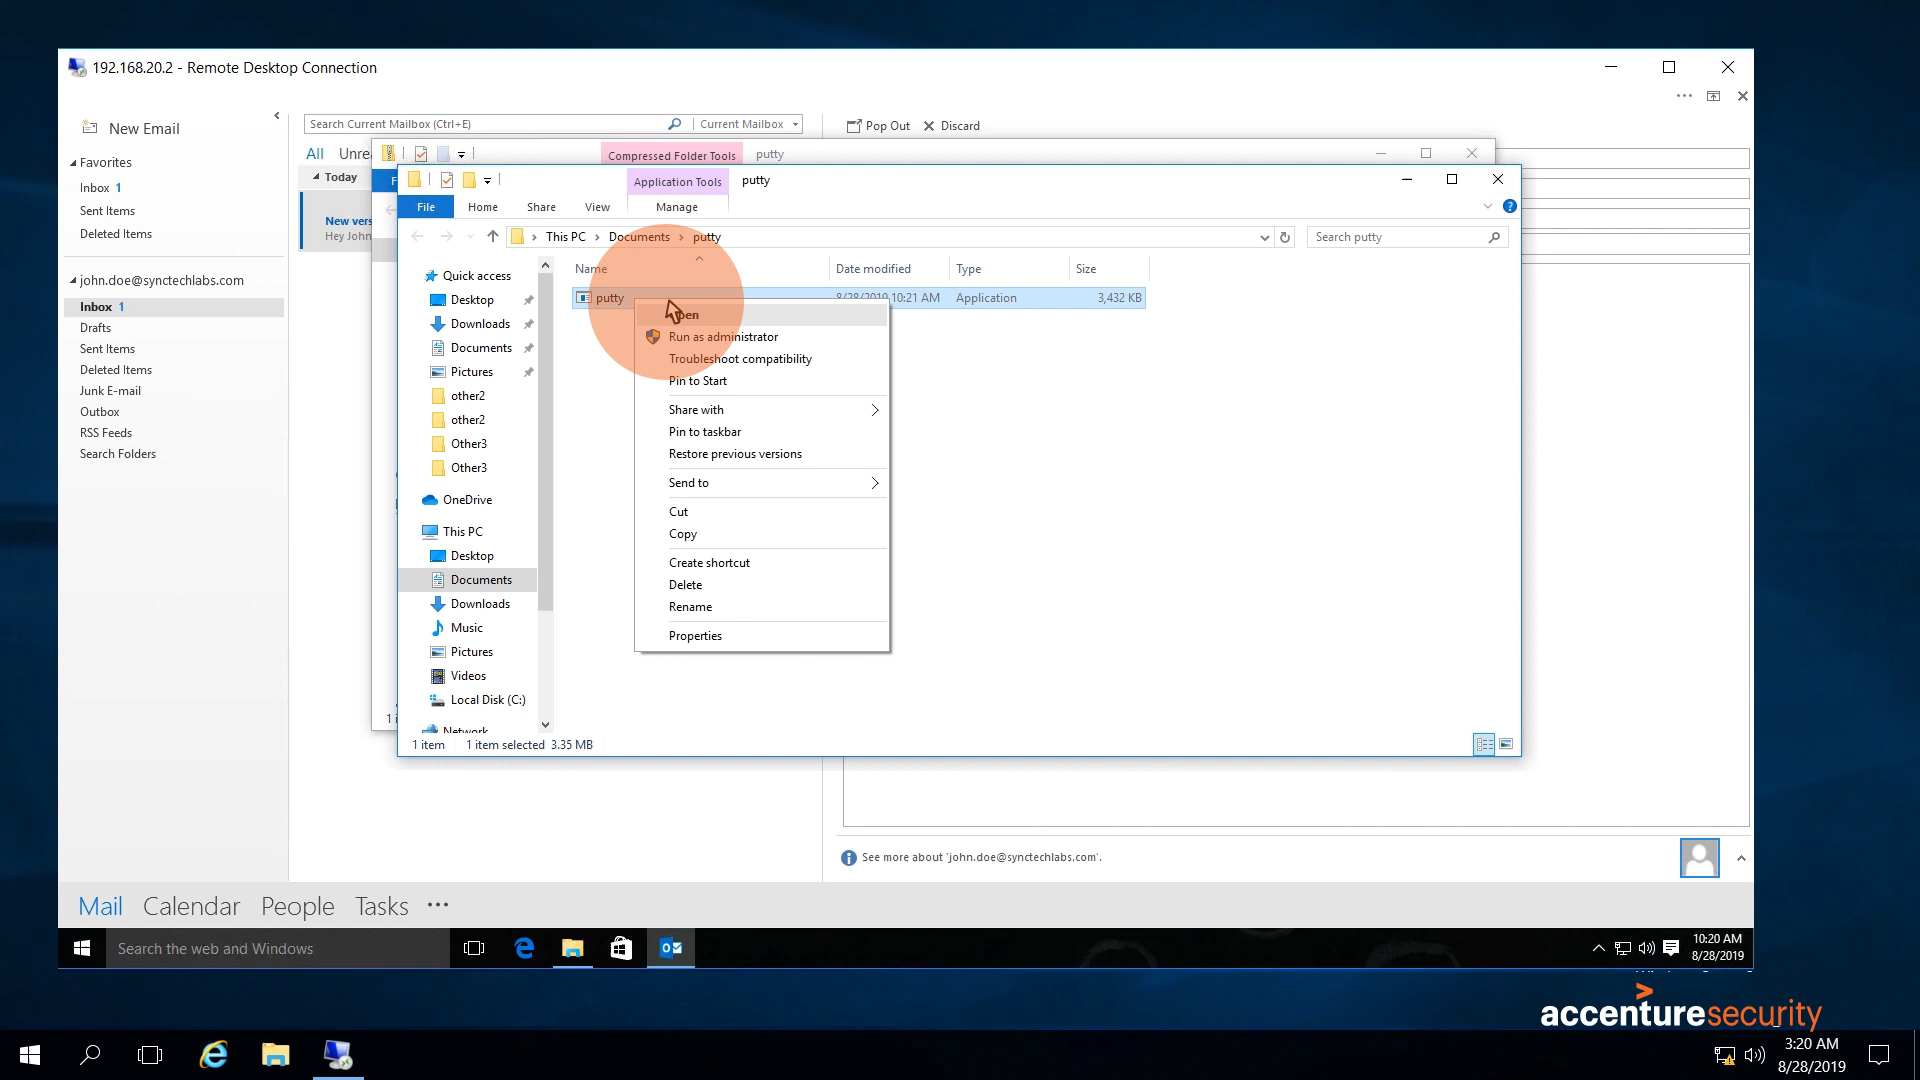 192.168.20.2 - Remote Desktop Connection
New Email
Search Current Mailbox (Ctrl+E)
Current Mailbox
Pop Out
Discard
All
Compressed Folder Tools
putty
Favorites
Inbox 1
Sent Items
Deleted Items
Today
New vers
Hey John
john.doe@synctechlabs.com
Inbox 1
Drafts
Sent Items
Deleted Items
Junk E-mail
Outbox
RSS Feeds
Search Folders
Application Tools
putty
File
Home
Share
View
Manage
This PC > Documents > putty
Search putty
Name
Date modified
Type
Size
putty
8/28/2019 10:21 AM
Application
3,432 KB
Quick access
Desktop
Downloads
Documents
Pictures
other2
other2
Other3
Other3
OneDrive
This PC
Desktop
Documents
Downloads
Music
Pictures
Videos
Local Disk (C:)
Network
Run as administrator
Troubleshoot compatibility
Pin to Start
Share with
Pin to taskbar
Restore previous versions
Send to
Cut
Copy
Create shortcut
Delete
Rename
Properties
1 item
1 item selected 3.35 MB
See more about 'john.doe@synctechlabs.com'.
Mail
Calendar
People
Tasks
Search the web and Windows
10:20 AM
8/28/2019
accenturesecurity
3:20 AM
8/28/2019